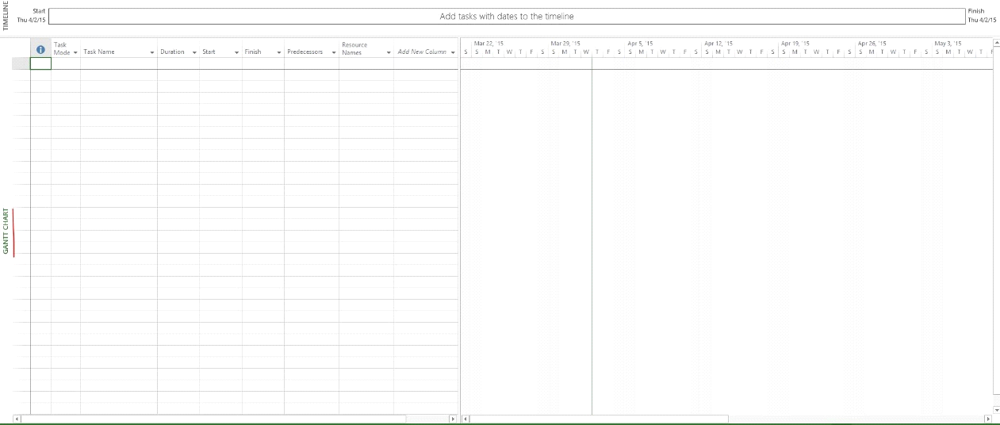 TIMELINE
Start
Thu 4/2/15
Add tasks with dates to the timeline
Finish
Thu 4/2/15
GANTT CHART
Task Mode
Task Name
Duration
Start
Finish
Predecessors
Resource Names
Add New Column
Mar 22, '15 Mar 29, '15 Apr 5, '15 Apr 12, '15 Apr 19, '15 Apr 26, '15 May 3, '15
S S M T W T F S S M T W T F S S M T W T F S S M T W T F S S M T W T F S S M T W T F S S M T W T F